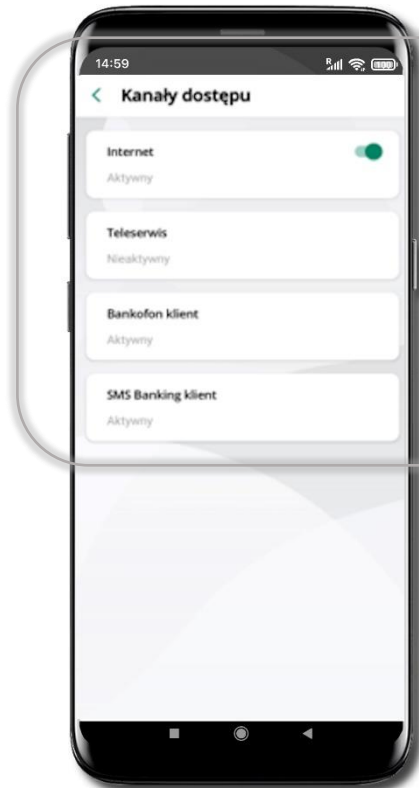 14:59
Kanały dostępu
Internet
Aktywny
Teleserwis
Nieaktywny
Bankofon klient
Aktywny
SMS Banking klient
Aktywny